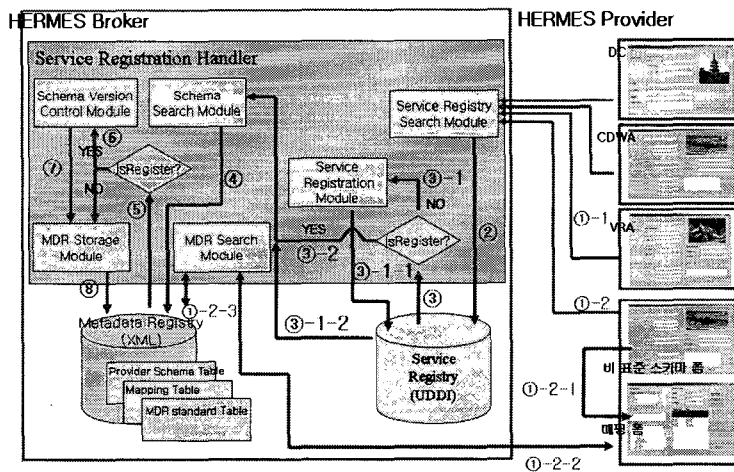 HERMES Broker
HERMES Provider
Service Registration Handler
Schema Version
Control Module
Schema
Search Module
Service Registry
Search Module
DC
CDWA
①-1
VRA
①-2
비 표준 스키마 폼
①-2-1
매핑 폼
①-2-2
⑥
YES
⑦
isRegister?
④
NO
⑤
Service
Registration
Module
③-1
NO
②
YES
isRegister?
③-2
③-1-1
MDR Storage
Module
MDR Search
Module
⑧
①-2-3
③
③-1-2
Metadata Registry
(XML)
Provider Schema Table
Mapping Table
MDR standard Table
Service
Registry
(UDDI)